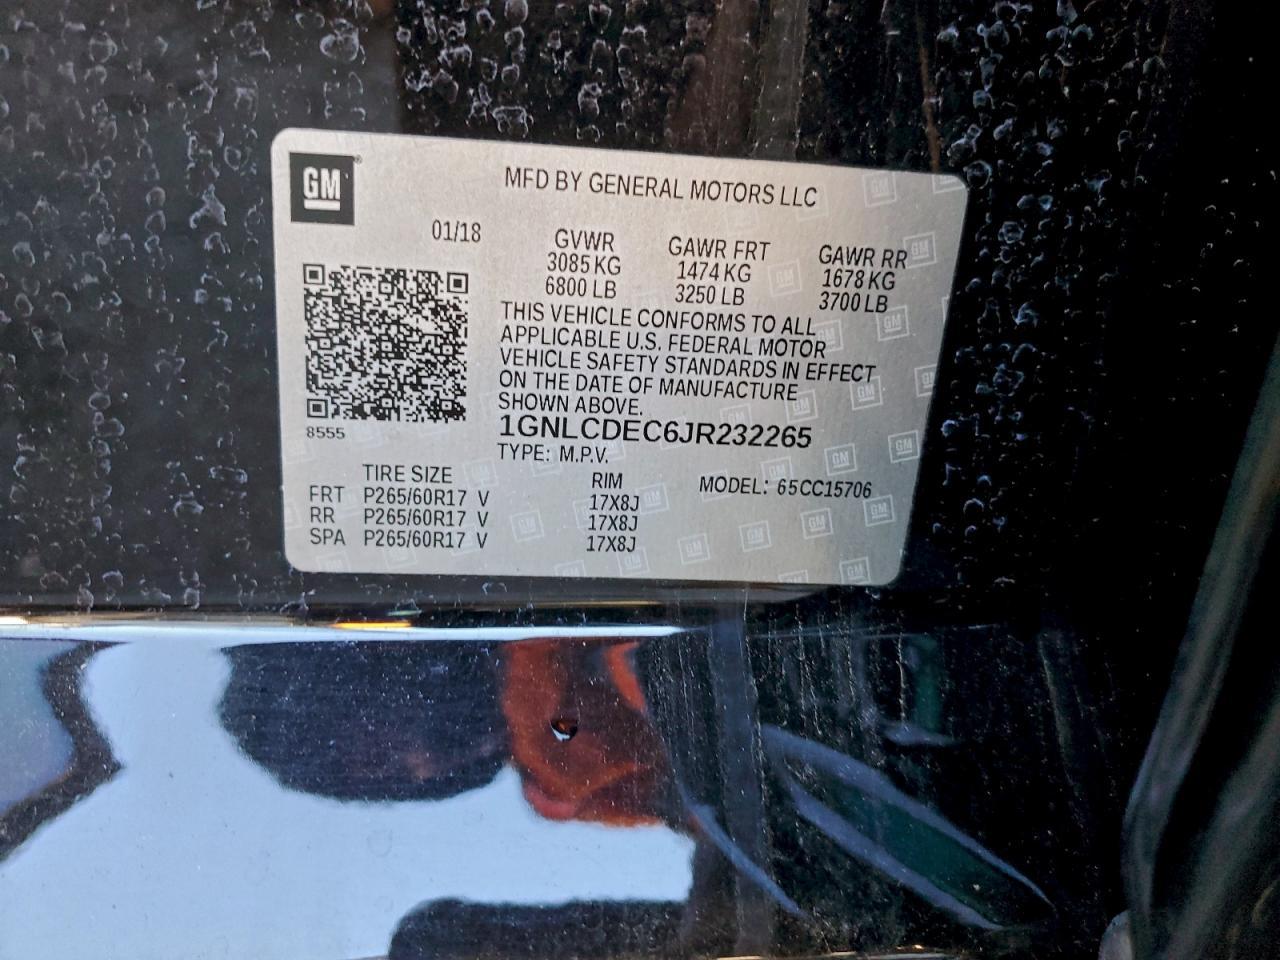 GM®
MFD BY GENERAL MOTORS LLC
01/18
GVWR GAWR FRT GAWR RR
3085 KG 1474 KG 1678 KG
6800 LB 3250 LB 3700 LB
THIS VEHICLE CONFORMS TO ALL
APPLICABLE U.S. FEDERAL MOTOR
VEHICLE SAFETY STANDARDS IN EFFECT
ON THE DATE OF MANUFACTURE
SHOWN ABOVE.
8555
1GNLCDEC6JR232265
TYPE: M.P.V.
TIRE SIZE RIM MODEL: 65CC15706
FRT P265/60R17 V 17X8J
RR P265/60R17 V 17X8J
SPA P265/60R17 V 17X8J